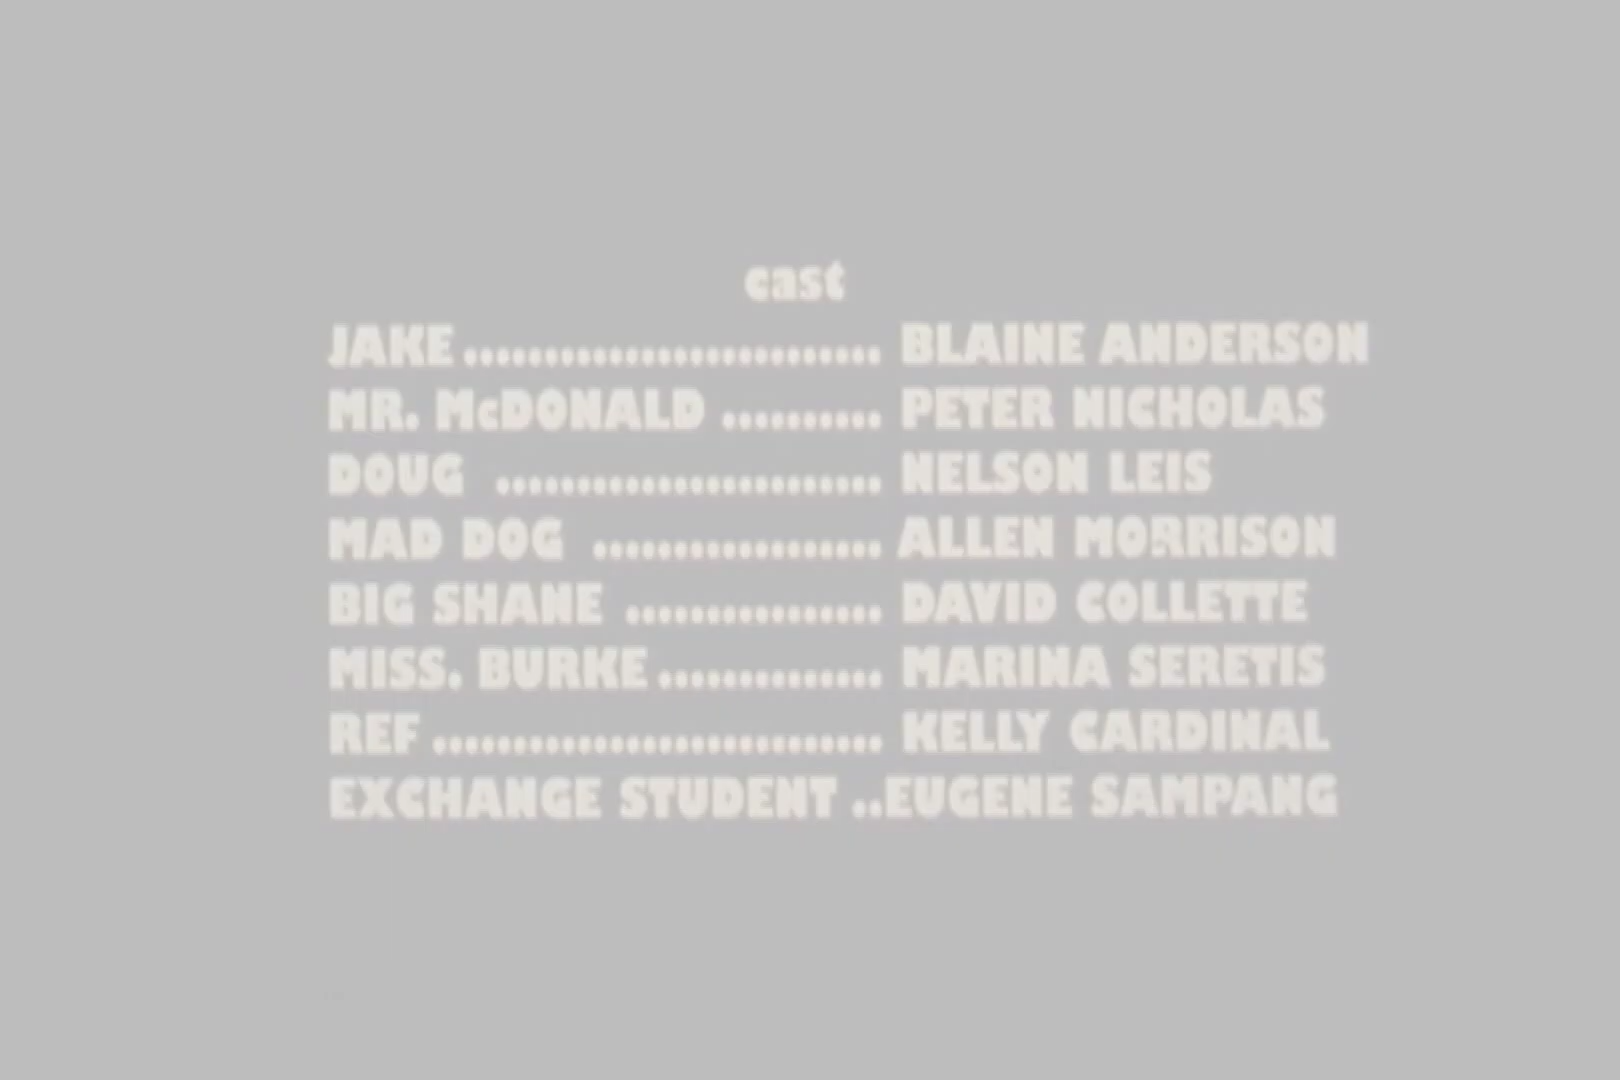 cast
JAKE .......................... BLAINE ANDERSON
MR. McDONALD .......... PETER NICHOLAS
DOUG ........................ NELSON LEIS
MAD DOG .................. ALLEN MORRISON
BIG SHANE ................ DAVID COLLETTE
MISS. BURKE .............. MARINA SERETIS
REF ............................ KELLY CARDINAL
EXCHANGE STUDENT ..EUGENE SAMPANG